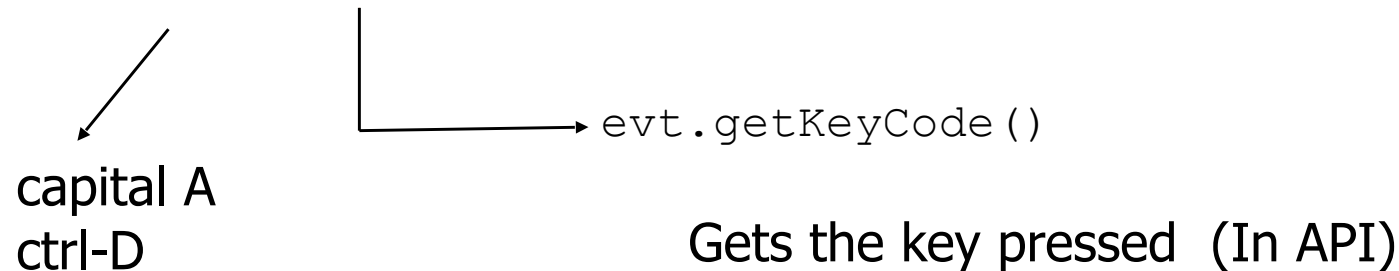 evt.getKeyCode()
capital A
ctrl-D
Gets the key pressed (In API)